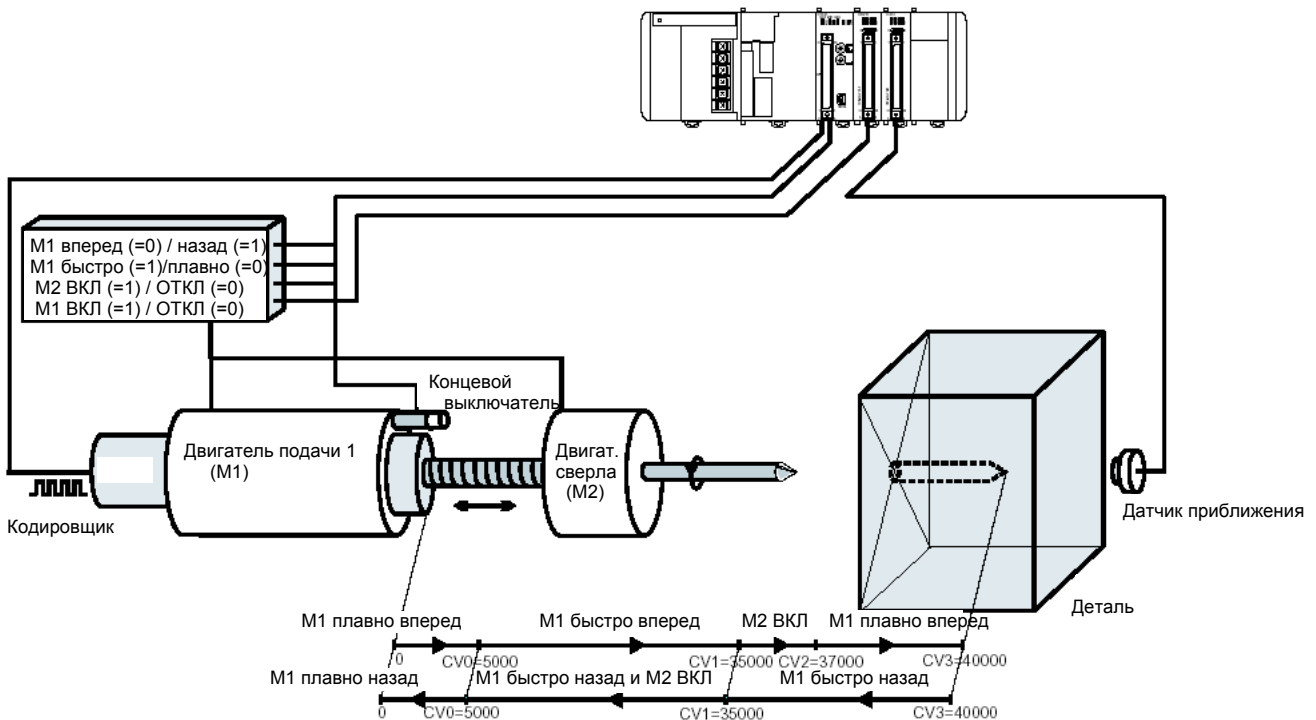 М1 вперед (=0) / назад (=1)
М1 быстро (=1)/плавно (=0)
М2 ВКЛ (=1) / ОТКЛ (=0)
М1 ВКЛ (=1) / ОТКЛ (=0)
Концевой
выключатель
Двигатель подачи 1
(М1)
Двигат.
сверла
(М2)
Кодировщик
Датчик приближения
Деталь
М1 плавно вперед
М1 быстро вперед
М2 ВКЛ
М1 плавно вперед
0
CV0=5000
CV1=35000
CV2=37000
CV3=40000
М1 плавно назад
М1 быстро назад и М2 ВКЛ
М1 быстро назад
0
CV0=5000
CV1=35000
CV3=40000